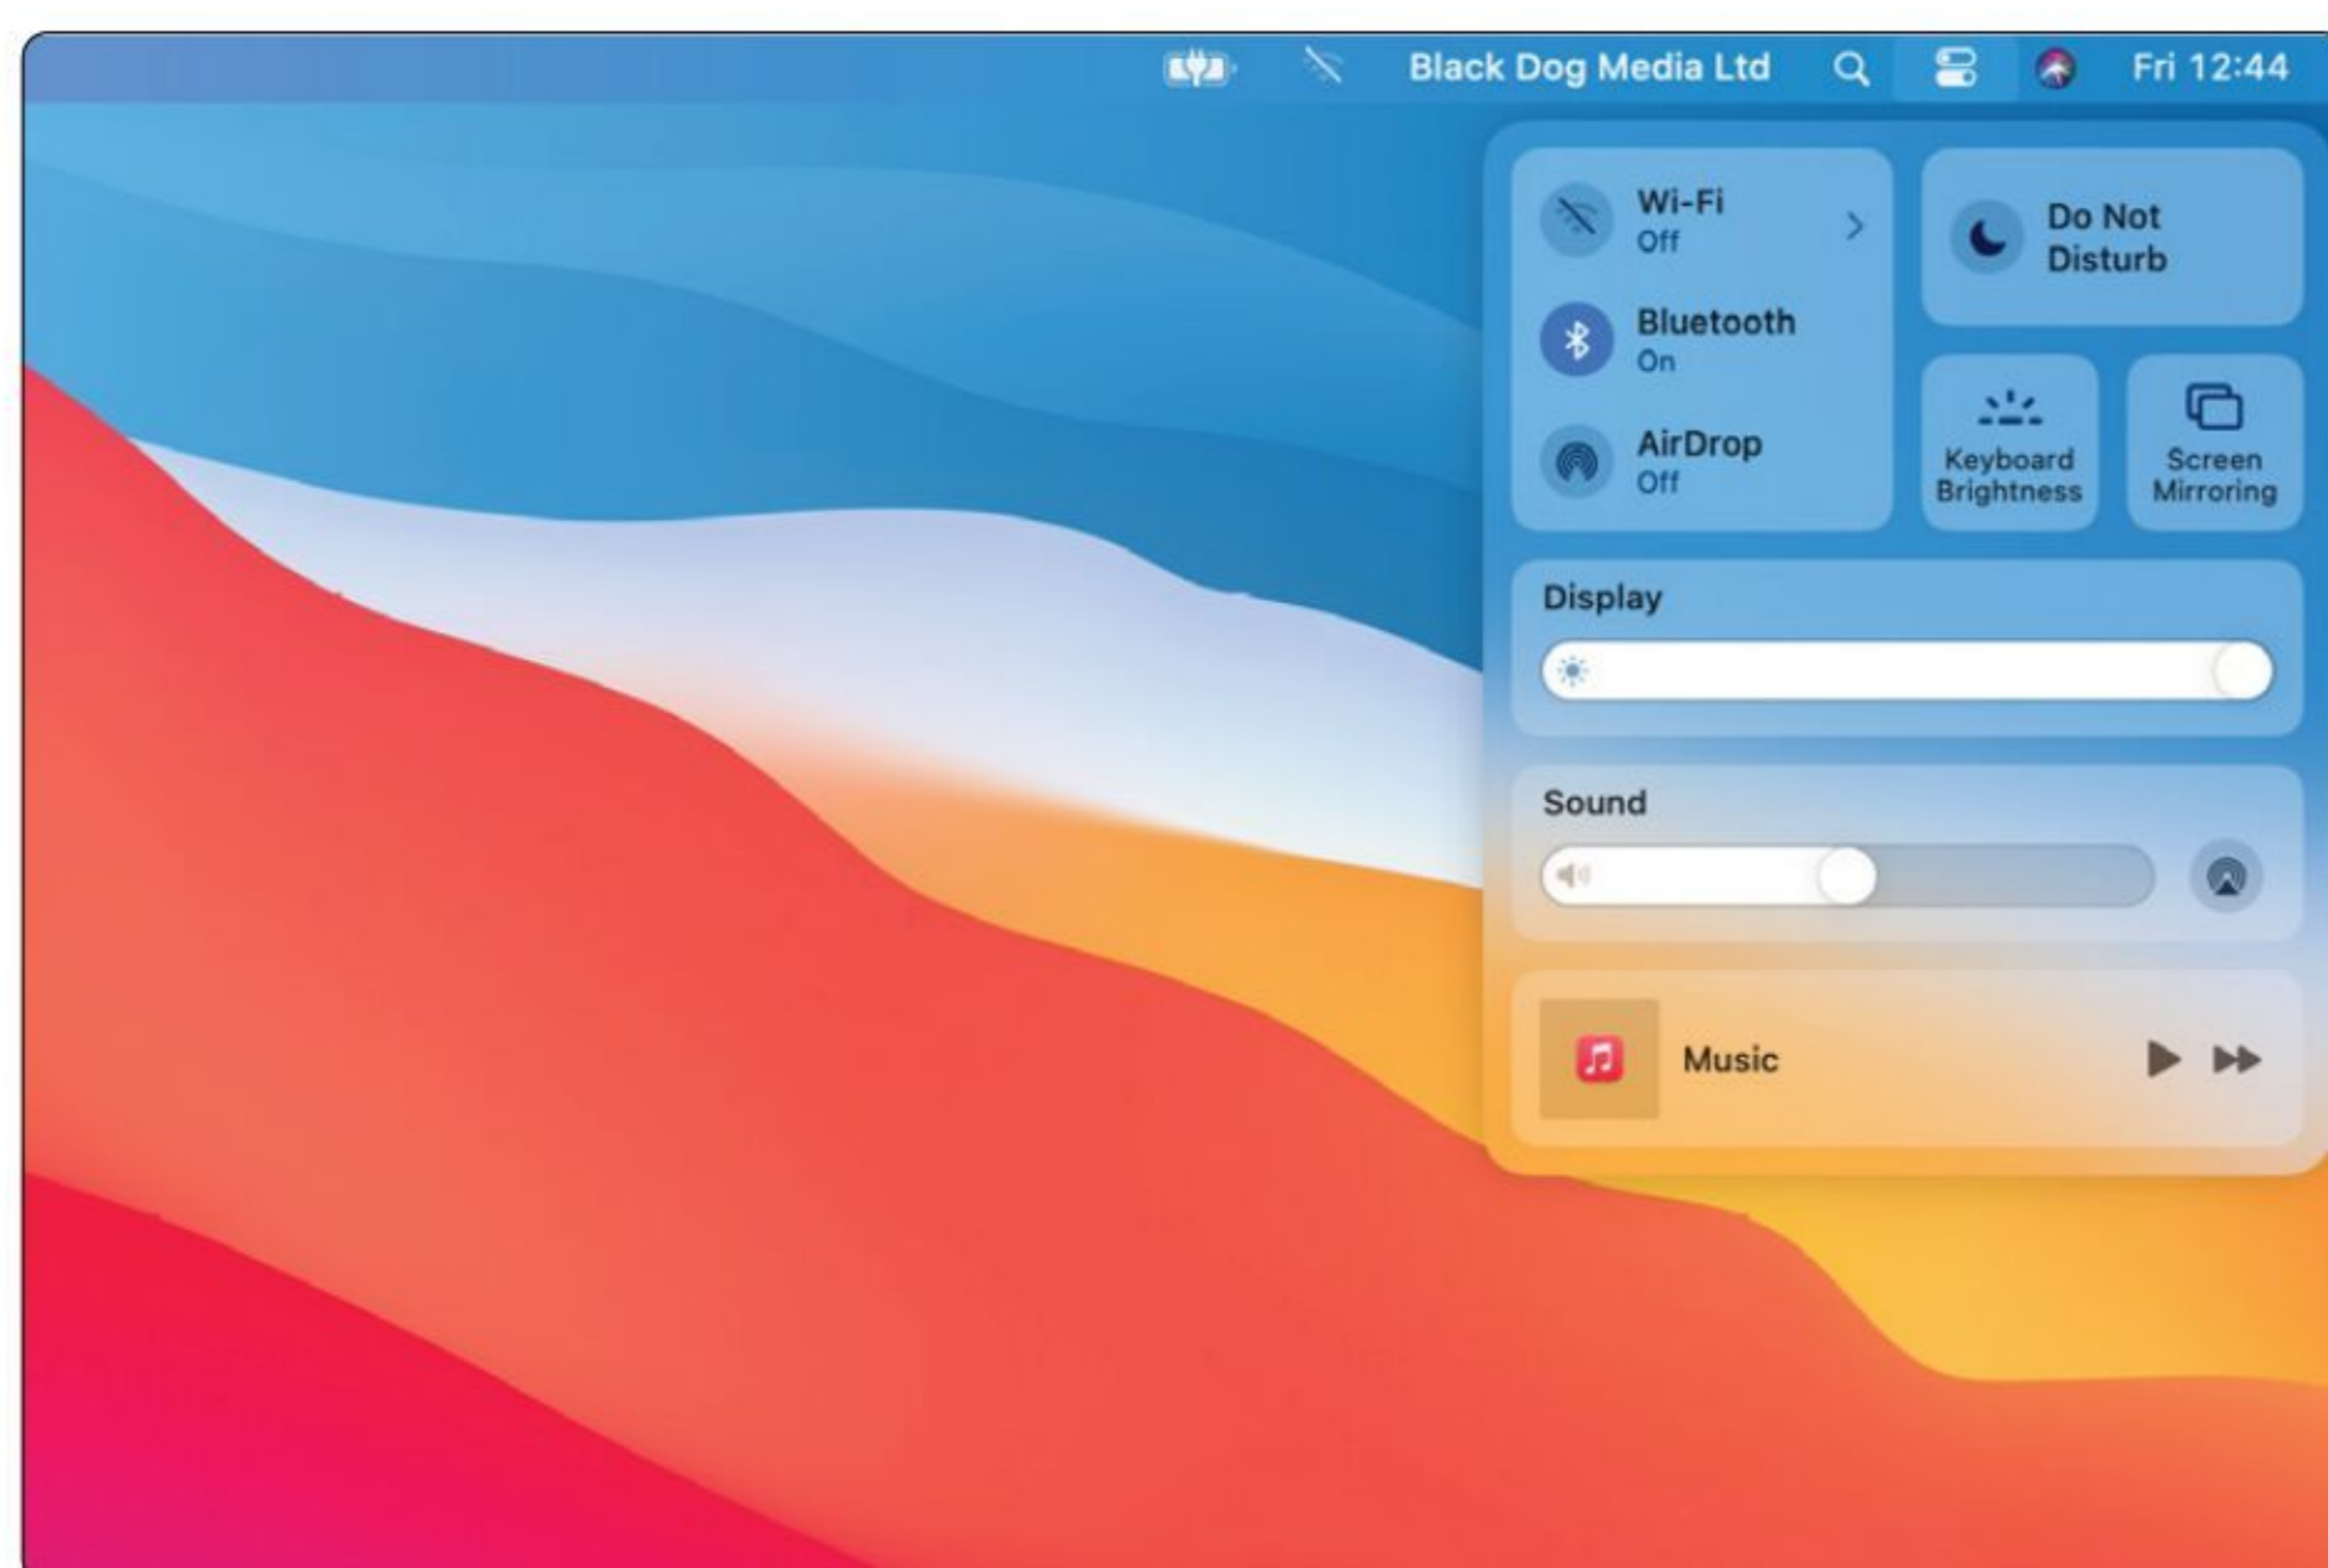 Black Dog Media Ltd Fri 12:44
Wi-Fi
Off
Bluetooth
On
AirDrop
Off
Do Not
Disturb
Keyboard
Brightness
Screen
Mirroring
Display
Sound
Music